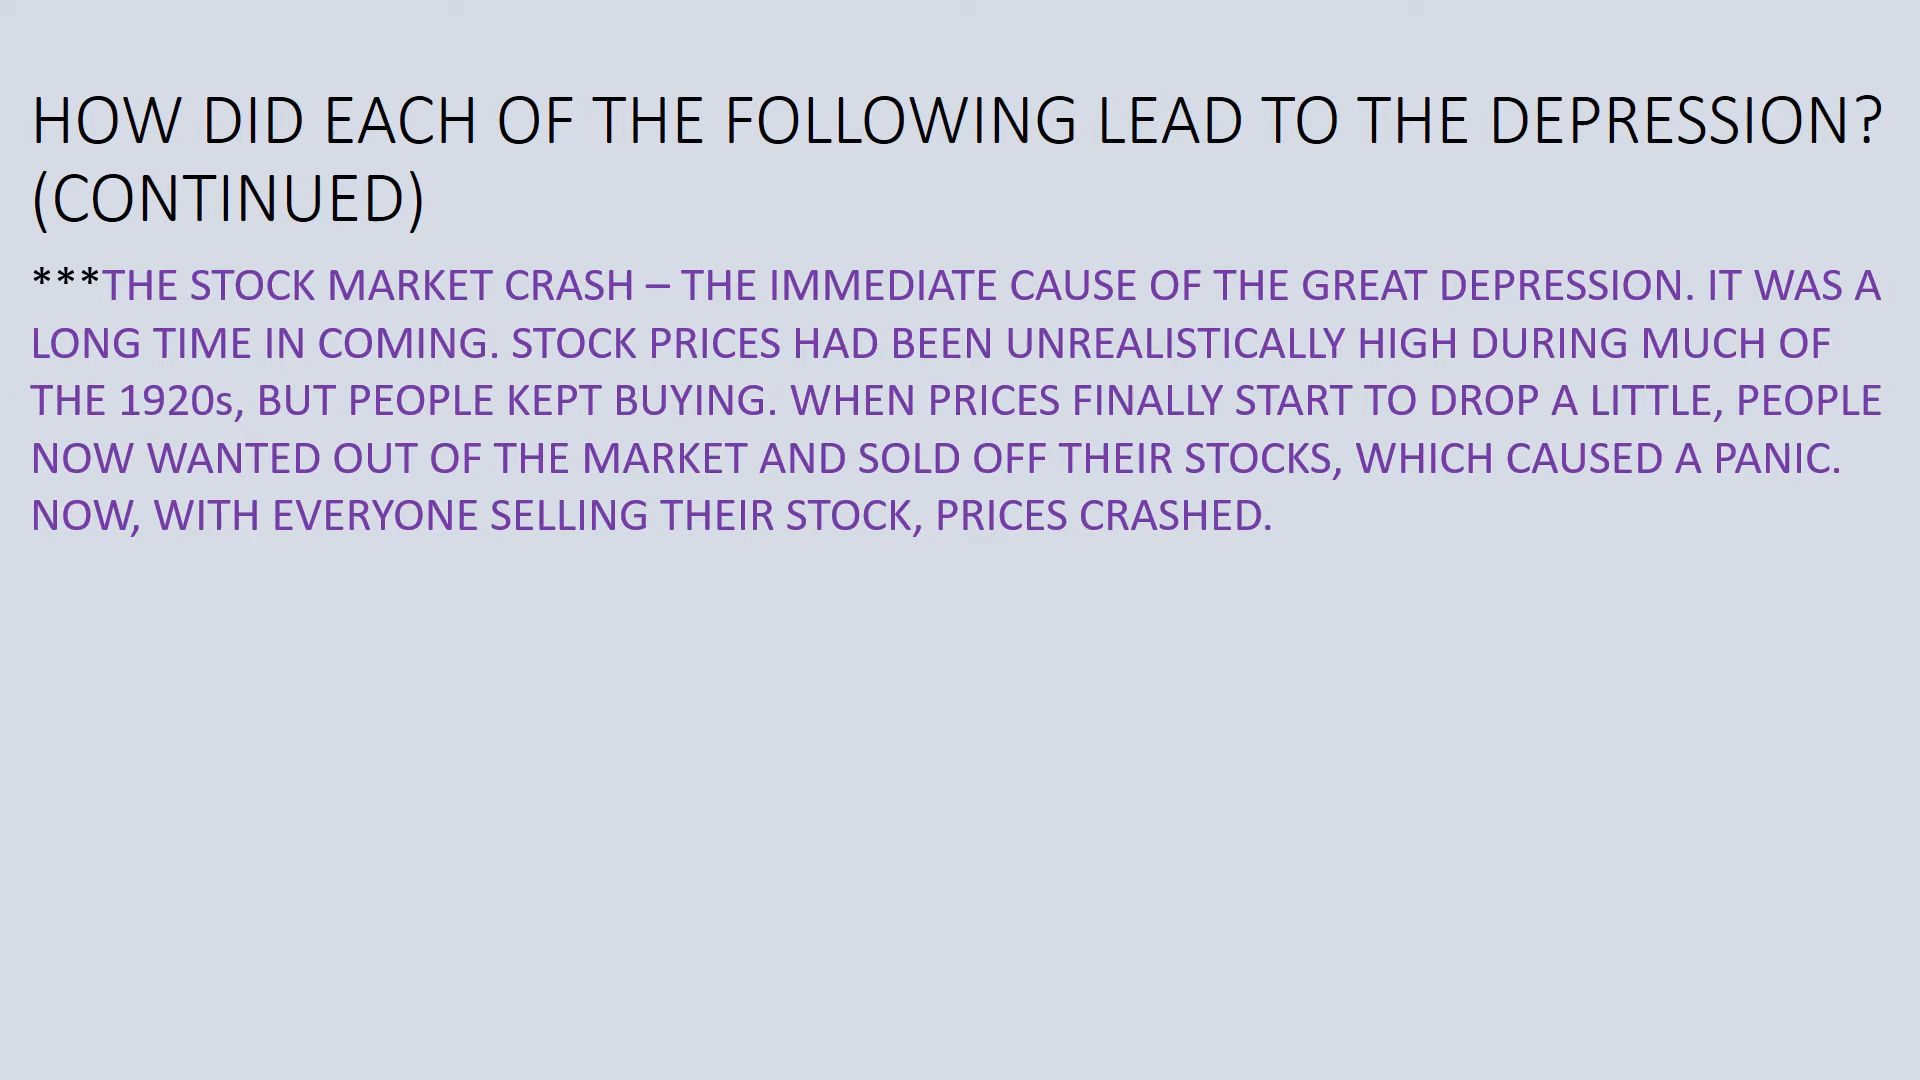 HOW DID EACH OF THE FOLLOWING LEAD TO THE DEPRESSION?
(CONTINUED)
***THE STOCK MARKET CRASH – THE IMMEDIATE CAUSE OF THE GREAT DEPRESSION. IT WAS A
LONG TIME IN COMING. STOCK PRICES HAD BEEN UNREALISTICALLY HIGH DURING MUCH OF
THE 1920s, BUT PEOPLE KEPT BUYING. WHEN PRICES FINALLY START TO DROP A LITTLE, PEOPLE
NOW WANTED OUT OF THE MARKET AND SOLD OFF THEIR STOCKS, WHICH CAUSED A PANIC.
NOW, WITH EVERYONE SELLING THEIR STOCK, PRICES CRASHED.